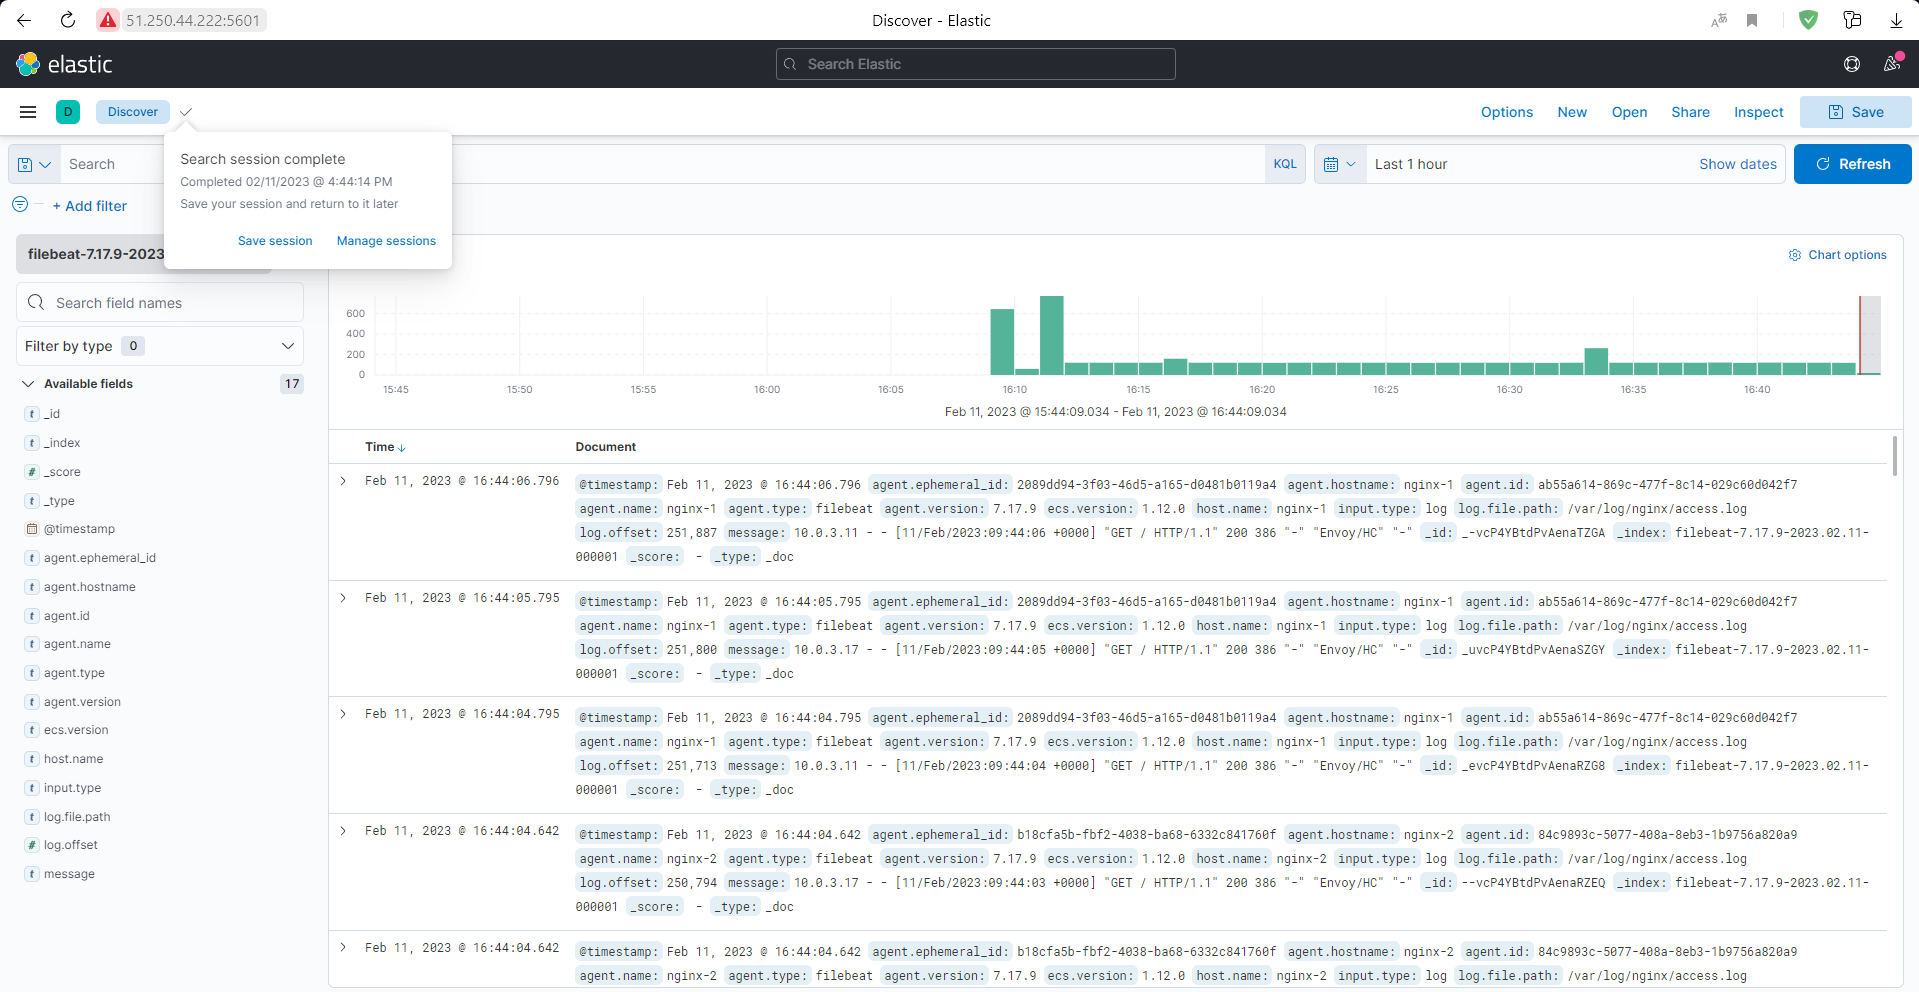 51.250.44.222:5601
Discover - Elastic
elastic
Search Elastic
D
Discover
Options
New
Open
Share
Inspect
Save
Search
KQL
Last 1 hour
Show dates
Refresh
+ Add filter
Search session complete
Completed 02/11/2023 @ 4:44:14 PM
Save your session and return to it later
Save session
Manage sessions
filebeat-7.17.9-2023
Search field names
Filter by type 0
Available fields 17
t _id
t _index
# _score
t _type
@timestamp
t agent.ephemeral_id
t agent.hostname
t agent.id
t agent.name
t agent.type
t agent.version
t ecs.version
t host.name
t input.type
t log.file.path
# log.offset
t message
Chart options
600
400
200
0
15:45 15:50 15:55 16:00 16:05 16:10 16:15 16:20 16:25 16:30 16:35 16:40
Feb 11, 2023 @ 15:44:09.034 - Feb 11, 2023 @ 16:44:09.034
Time Document
Feb 11, 2023 @ 16:44:06.796
@timestamp: Feb 11, 2023 @ 16:44:06.796 agent.ephemeral_id: 2089dd94-3f03-46d5-a165-d0481b0119a4 agent.hostname: nginx-1 agent.id: ab55a614-869c-477f-8c14-029c60d042f7
agent.name: nginx-1 agent.type: filebeat agent.version: 7.17.9 ecs.version: 1.12.0 host.name: nginx-1 input.type: log log.file.path: /var/log/nginx/access.log
log.offset: 251,887 message: 10.0.3.11 - - [11/Feb/2023:09:44:06 +0000] "GET / HTTP/1.1" 200 386 "-" "Envoy/HC" "-" _id: _-vcP4YBtdPvAenaTZGA _index: filebeat-7.17.9-2023.02.11-
000001 _score: - _type: _doc
Feb 11, 2023 @ 16:44:05.795
@timestamp: Feb 11, 2023 @ 16:44:05.795 agent.ephemeral_id: 2089dd94-3f03-46d5-a165-d0481b0119a4 agent.hostname: nginx-1 agent.id: ab55a614-869c-477f-8c14-029c60d042f7
agent.name: nginx-1 agent.type: filebeat agent.version: 7.17.9 ecs.version: 1.12.0 host.name: nginx-1 input.type: log log.file.path: /var/log/nginx/access.log
log.offset: 251,800 message: 10.0.3.17 - - [11/Feb/2023:09:44:05 +0000] "GET / HTTP/1.1" 200 386 "-" "Envoy/HC" "-" _id: _uvcP4YBtdPvAenaSZGY _index: filebeat-7.17.9-2023.02.11-
000001 _score: - _type: _doc
Feb 11, 2023 @ 16:44:04.795
@timestamp: Feb 11, 2023 @ 16:44:04.795 agent.ephemeral_id: 2089dd94-3f03-46d5-a165-d0481b0119a4 agent.hostname: nginx-1 agent.id: ab55a614-869c-477f-8c14-029c60d042f7
agent.name: nginx-1 agent.type: filebeat agent.version: 7.17.9 ecs.version: 1.12.0 host.name: nginx-1 input.type: log log.file.path: /var/log/nginx/access.log
log.offset: 251,713 message: 10.0.3.11 - - [11/Feb/2023:09:44:04 +0000] "GET / HTTP/1.1" 200 386 "-" "Envoy/HC" "-" _id: _evcP4YBtdPvAenaRZG8 _index: filebeat-7.17.9-2023.02.11-
000001 _score: - _type: _doc
Feb 11, 2023 @ 16:44:04.642
@timestamp: Feb 11, 2023 @ 16:44:04.642 agent.ephemeral_id: b18cfa5b-fbf2-4038-ba68-6332c841760f agent.hostname: nginx-2 agent.id: 84c9893c-5077-408a-8eb3-1b9756a820a9
agent.name: nginx-2 agent.type: filebeat agent.version: 7.17.9 ecs.version: 1.12.0 host.name: nginx-2 input.type: log log.file.path: /var/log/nginx/access.log
log.offset: 250,794 message: 10.0.3.17 - - [11/Feb/2023:09:44:03 +0000] "GET / HTTP/1.1" 200 386 "-" "Envoy/HC" "-" _id: --vcP4YBtdPvAenaRZEQ _index: filebeat-7.17.9-2023.02.11-
000001 _score: - _type: _doc
Feb 11, 2023 @ 16:44:04.642
@timestamp: Feb 11, 2023 @ 16:44:04.642 agent.ephemeral_id: b18cfa5b-fbf2-4038-ba68-6332c841760f agent.hostname: nginx-2 agent.id: 84c9893c-5077-408a-8eb3-1b9756a820a9
agent.name: nginx-2 agent.type: filebeat agent.version: 7.17.9 ecs.version: 1.12.0 host.name: nginx-2 input.type: log log.file.path: /var/log/nginx/access.log